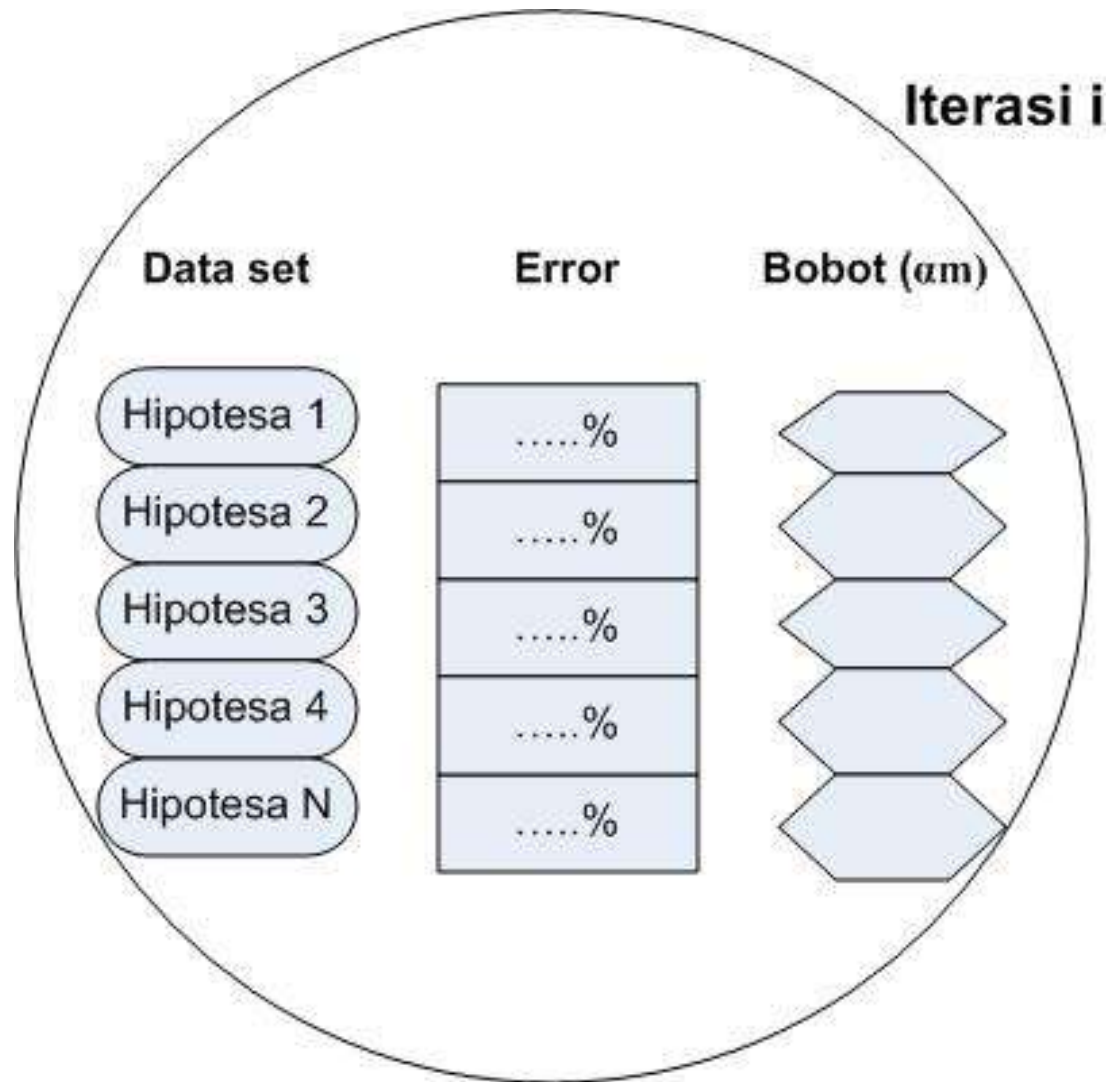 Iterasi i
Data set Error Bobot (αm)
Hipotesa 1 .....%
Hipotesa 2 .....%
Hipotesa 3 .....%
Hipotesa 4 .....%
Hipotesa N .....%